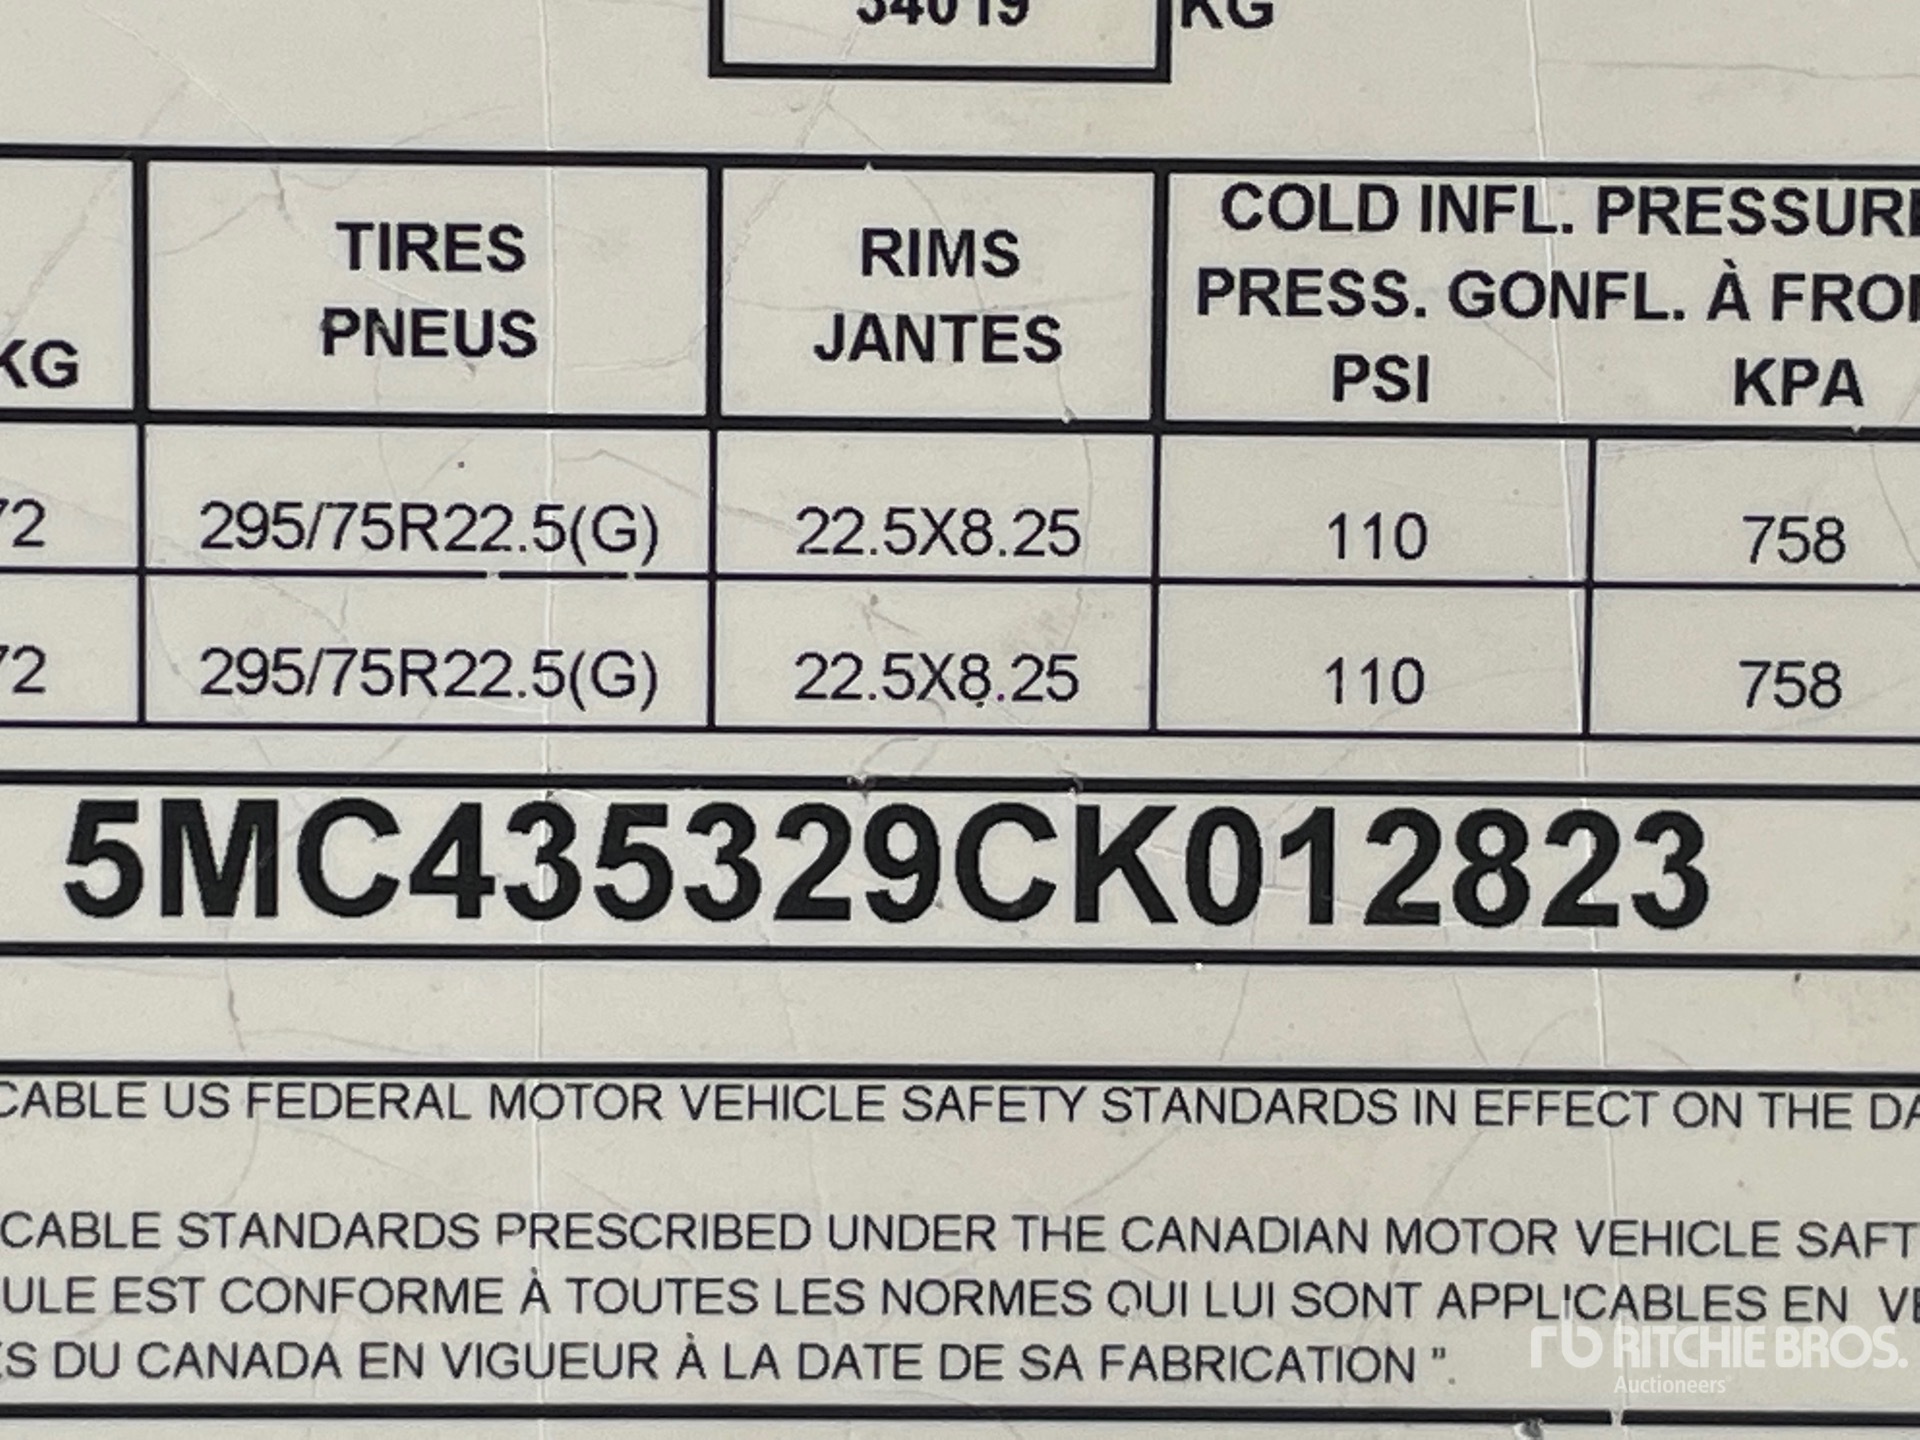 34019 KG
TIRES RIMS COLD INFL. PRESSURE
PNEUS JANTES PRESS. GONFL. À
KG PSI KPA
72 295/75R22.5(G) 22.5X8.25 110 758
72 295/75R22.5(G) 22.5X8.25 110 758
5MC435329CK012823
CABLE US FEDERAL MOTOR VEHICLE SAFETY STANDARDS IN EFFECT ON THE DA
CABLE STANDARDS PRESCRIBED UNDER THE CANADIAN MOTOR VEHICLE SAFT
ULE EST CONFORME À TOUTES LES NORMES QUI LUI SONT APPLICABLES EN VE
ES DU CANADA EN VIGUEUR À LA DATE DE SA FABRICATION ".
rb RITCHIE BROS.
Auctioneers